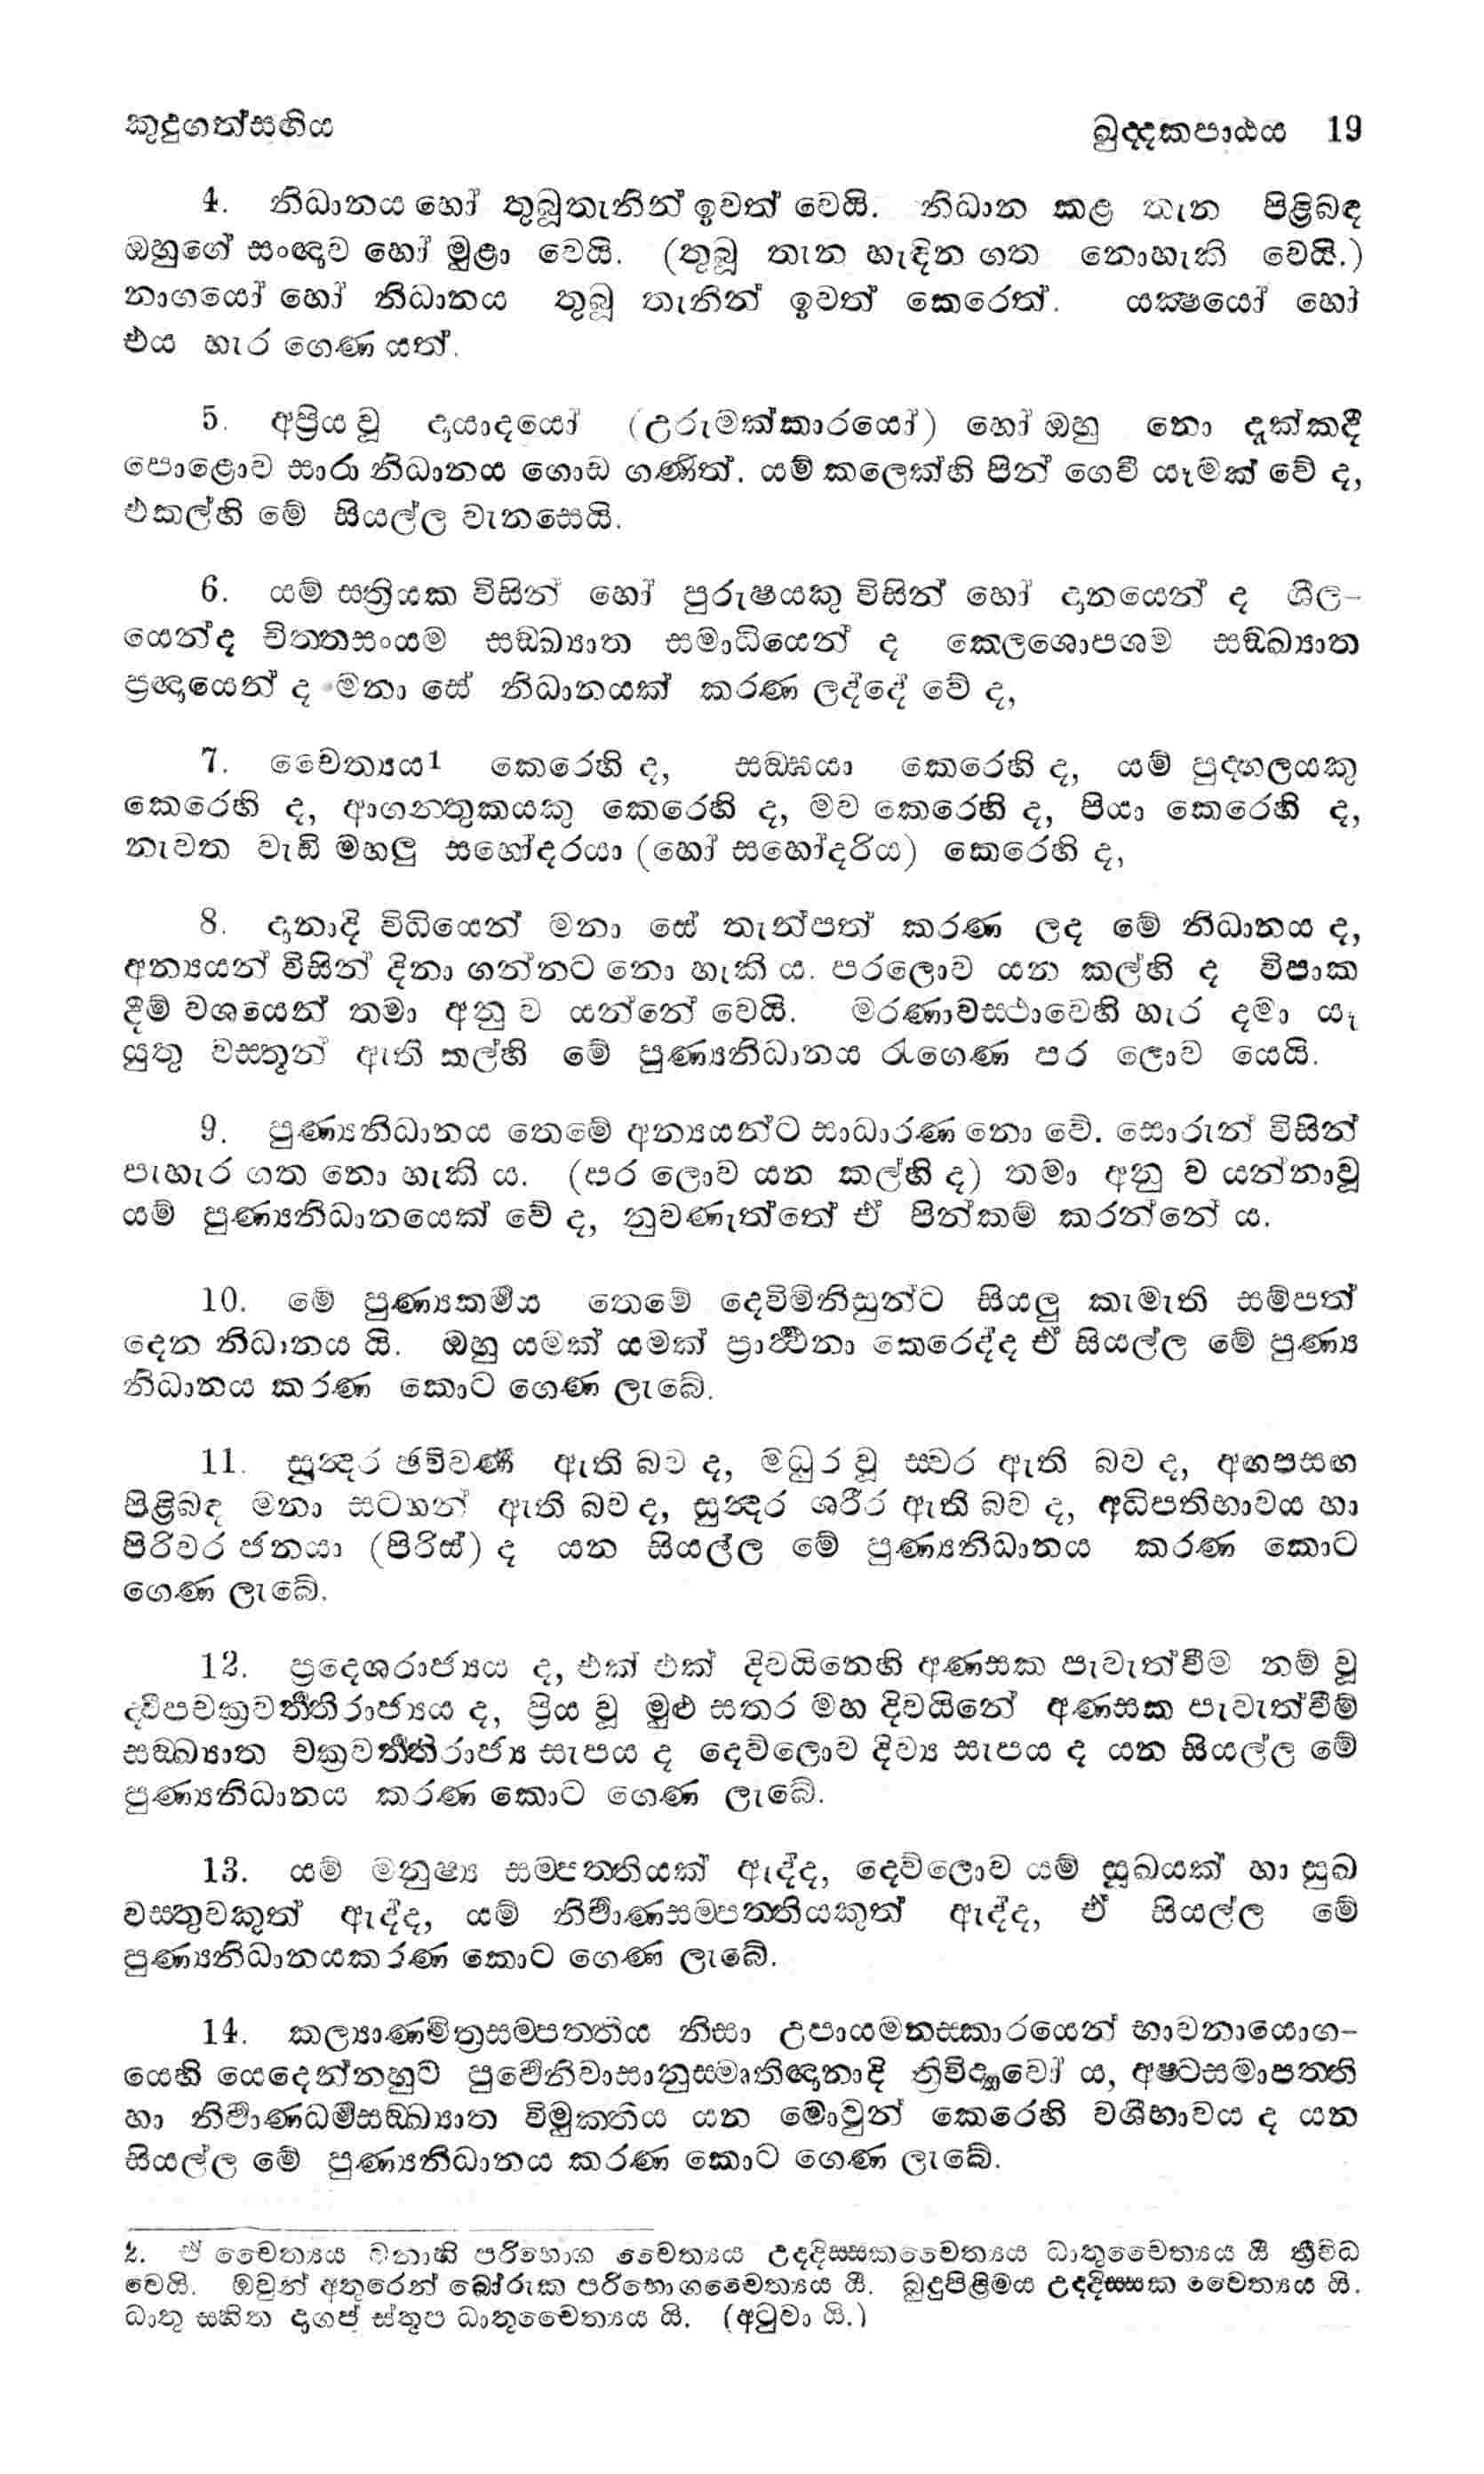 කුදුගත්සඟිය ඛුද්දකපාඨය 19
4. නිධානය හෝ තුබූතැනින් ඉවත් වෙයි. නිධාන කළ තැන පිළිබඳ
ඔහුගේ සංඥාව හෝ මුළා වෙයි. (තුබූ තැන හැඳින ගත නොහැකි වෙයි.)
නාගයෝ හෝ නිධානය තුබූ තැනින් ඉවත් කෙරෙත්. යක්‍ෂයෝ හෝ
එය හැර ගෙණ යත්.
5. අප්‍රිය වූ දායාදයෝ (උරුමක්කාරයෝ) හෝ ඔහු නො දැක්කදී
පොළොව සාරා නිධානය ගොඩ ගණිත්. යම් කලෙක්හි පින් ගෙවී යෑමක් වේ ද,
එකල්හි මේ සියල්ල වැනසෙයි.
6. යම් ස්ත්‍රියක විසින් හෝ පුරුෂයකු විසින් හෝ දානයෙන් ද ශීල-
යෙන්ද චිත්තසංයම සඞ්ඛ්‍යාත සමාධියෙන් ද කෙලශොපශම සඞ්ඛ්‍යාත
ප්‍රඥායෙන් ද මනා සේ නිධානයක් කරණ ලද්දේ වේ ද,
7. චෛත්‍යය1 කෙරෙහි ද, සඞ්ඝයා කෙරෙහි ද, යම් පුද්ගලයකු
කෙරෙහි ද, ආගන්තුකයකු කෙරෙහි ද, මව කෙරෙහි ද, පියා කෙරෙහි ද,
නැවත වැඩි මහලු සහෝදරයා (හෝ සහෝදරිය) කෙරෙහි ද,
8. දානාදි විධියෙන් මනා සේ තැන්පත් කරණ ලද මේ නිධානය ද,
අන්‍යයන් විසින් දිනා ගන්නට නො හැකි ය. පරලොව යන කල්හි ද විපාක
දීම් වශයෙන් තමා අනු ව යන්නේ වෙයි. මරණාවස්ථාවෙහි හැර දමා යෑ
යුතු වස්තූන් ඇති කල්හි මේ පුණ්‍යනිධානය රැගෙණ පර ලොව යෙයි.
9. පුණ්‍යනිධානය තෙමේ අන්‍යයන්ට සාධාරණ නො වේ. සොරුන් විසින්
පැහැර ගත නො හැකි ය. (පර ලොව යන කල්හි ද) තමා අනු ව යන්නාවූ
යම් පුණ්‍යනිධානයෙක් වේ ද, නුවණැත්තේ ඒ පින්කම් කරන්නේ ය.
10. මේ පුණ්‍යකර්‍මය තෙමේ දෙවිමිනිසුන්ට සියලු කැමැති සම්පත්
දෙන නිධානය යි. ඔහු යමක් යමක් ප්‍රාර්‍ථනා කෙරෙද්ද ඒ සියල්ල මේ පුණ්‍ය
නිධානය කරණ කොට ගෙණ ලැබේ.
11. සුන්‍දර ඡවිවර්‍ණ ඇති බව ද, මධුර වූ ස්වර ඇති බව ද, අඟපසඟ
පිළිබඳ මනා සටහන් ඇති බව ද, සුන්‍දර ශරීර ඇති බව ද, අධිපතිභාවය හා
පිරිවර ජනයා (පිරිස්) ද යන සියල්ල මේ පුණ්‍යනිධානය කරණ කොට
ගෙණ ලැබේ.
12. ප්‍රදෙශරාජ්‍යය ද, එක් එක් දිවයිනෙහි අණසක පැවැත්වීම නම් වූ
ද්වීපචක්‍රවර්‍තිරාජ්‍යය ද, ප්‍රිය වූ මුළු සතර මහ දිවයිනේ අණසක පැවැත්වීම්
සඞ්ඛ්‍යාත චක්‍රවර්‍තිරාජ්‍ය සැපය ද දෙව්ලොව දිව්‍ය සැපය ද යන සියල්ල මේ
පුණ්‍යනිධානය කරණ කොට ගෙණ ලැබේ.
13. යම් මනුෂ්‍ය සම්පත්තියක් ඇද්ද, දෙව්ලොව යම් සුඛයක් හා සුඛ
වස්තුවකුත් ඇද්ද, යම් නිර්‍වාණසම්පත්තියකුත් ඇද්ද, ඒ සියල්ල මේ
පුණ්‍යනිධානයකරණ කොට ගෙණ ලැබේ.
14. කල්‍යාණමිත්‍රසම්පත්තිය නිසා උපායමනස්කාරයෙන් භාවනායොග-
යෙහි යෙදෙන්නහුට පුර්‍වෙනිවාසානුස්මෘතිඥානාදි ත්‍රිවිද්‍යාවෝ ය, අෂ්ටසමාපත්ති
හා නිර්‍වාණධර්‍මසඞ්ඛ්‍යාත විමුක්තිය යන මොවුන් කෙරෙහි වශීභාවය ද යන
සියල්ල මේ පුණ්‍යනිධානය කරණ කොට ගෙණ ලැබේ.
1. ඒ චෛත්‍යය වනාහි පරිභොග චෛත්‍යය උද්දිස්සකචෛත්‍යය ධාතුචෛත්‍යය යී ත්‍රිවිධ
වෙයි. ඔවුන් අතුරෙන් බෝරුක පරිභොගචෛත්‍යය යී. බුදුපිළිමය උද්දිස්සක චෛත්‍යය යි.
ධාතු සහිත දාගප් ස්තූප ධාතුචෛත්‍යය යි. (අටුවා යි.)